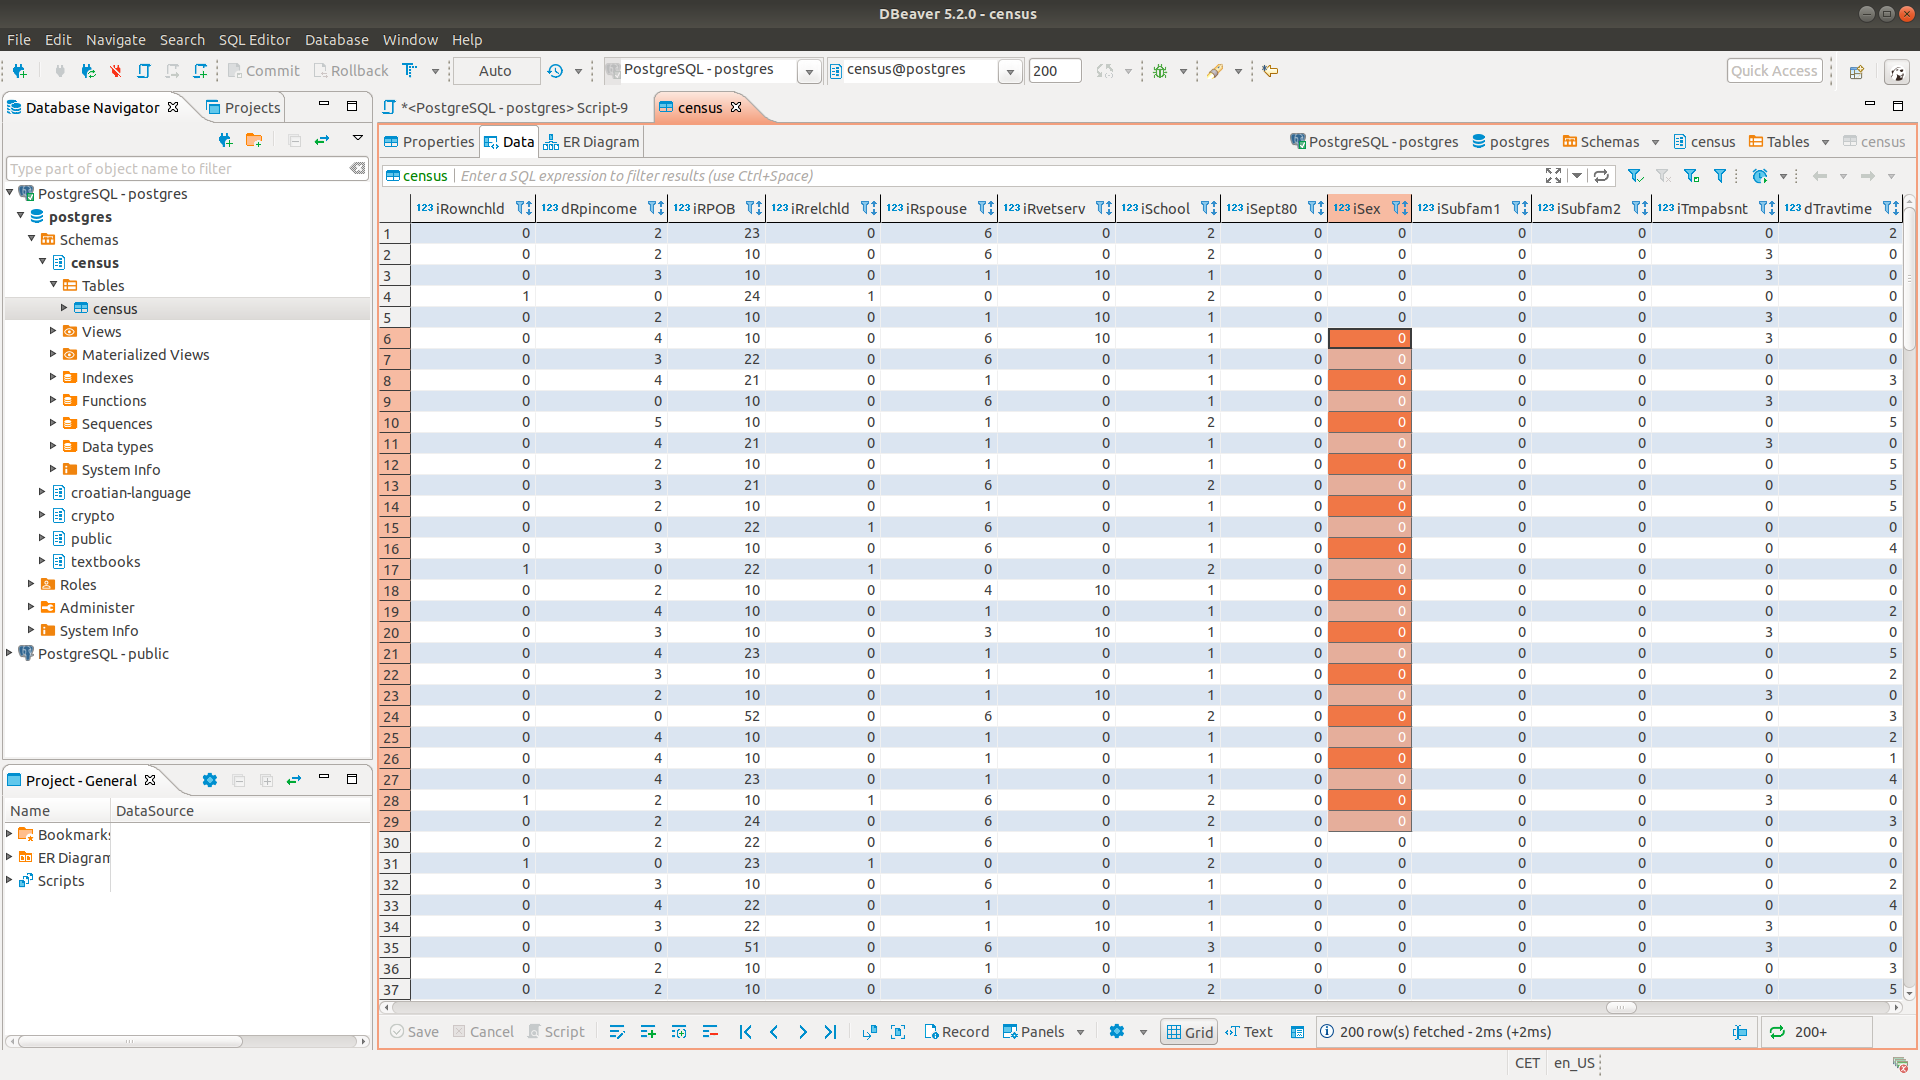 DBeaver 5.2.0 - census
File Edit Navigate Search SQL Editor Database Window Help
Commit Rollback Auto PostgreSQL - postgres census@postgres 200 Quick Access
Database Navigator Projects
Type part of object name to filter
PostgreSQL - postgres
postgres
Schemas
census
Tables
census
Views
Materialized Views
Indexes
Functions
Sequences
Data types
System Info
croatian-language
crypto
public
textbooks
Roles
Administer
System Info
PostgreSQL - public
Project - General
Name DataSource
Bookmarks
ER Diagram
Scripts
*<PostgreSQL - postgres> Script-9 census
Properties Data ER Diagram PostgreSQL - postgres postgres Schemas census Tables census
census Enter a SQL expression to filter results (use Ctrl+Space)
123 iRownchld 123 dRpincome 123 iRPOB 123 iRrelchld 123 iRspouse 123 iRvetserv 123 iSchool 123 iSept80 123 iSex 123 iSubfam1 123 iSubfam2 123 iTmpabsnt 123 dTravtime
1 0 2 23 0 6 0 2 0 0 0 0 0 2
2 0 2 10 0 6 0 2 0 0 0 0 3 0
3 0 3 10 0 1 10 1 0 0 0 0 3 0
4 1 0 24 1 0 0 2 0 0 0 0 0 0
5 0 2 10 0 1 10 1 0 0 0 0 3 0
6 0 4 10 0 6 10 1 0 0 0 0 3 0
7 0 3 22 0 6 0 1 0 0 0 0 0 0
8 0 4 21 0 1 0 1 0 0 0 0 0 3
9 0 0 10 0 6 0 1 0 0 0 0 3 0
10 0 5 10 0 1 0 2 0 0 0 0 0 5
11 0 4 21 0 1 0 1 0 0 0 0 3 0
12 0 2 10 0 1 0 1 0 0 0 0 0 5
13 0 3 21 0 6 0 2 0 0 0 0 0 5
14 0 2 10 0 1 0 1 0 0 0 0 0 5
15 0 0 22 1 6 0 1 0 0 0 0 0 0
16 0 3 10 0 6 0 1 0 0 0 0 0 4
17 1 0 22 1 0 0 2 0 0 0 0 0 0
18 0 2 10 0 4 10 1 0 0 0 0 0 0
19 0 4 10 0 1 0 1 0 0 0 0 0 2
20 0 3 10 0 3 10 1 0 0 0 0 3 0
21 0 4 23 0 1 0 1 0 0 0 0 0 5
22 0 3 10 0 1 0 1 0 0 0 0 0 2
23 0 2 10 0 1 10 1 0 0 0 0 3 0
24 0 0 52 0 6 0 2 0 0 0 0 0 3
25 0 4 10 0 1 0 1 0 0 0 0 0 2
26 0 4 10 0 1 0 1 0 0 0 0 0 1
27 0 4 23 0 1 0 1 0 0 0 0 0 4
28 1 2 10 1 6 0 2 0 0 0 0 3 0
29 0 2 24 0 6 0 2 0 0 0 0 0 3
30 0 2 22 0 6 0 1 0 0 0 0 0 0
31 1 0 23 1 0 0 2 0 0 0 0 0 0
32 0 3 10 0 6 0 1 0 0 0 0 0 2
33 0 4 22 0 1 0 1 0 0 0 0 0 4
34 0 3 22 0 1 10 1 0 0 0 0 3 0
35 0 0 51 0 6 0 3 0 0 0 0 3 0
36 0 2 10 0 1 0 1 0 0 0 0 0 3
37 0 2 10 0 6 0 2 0 0 0 0 0 5
Save Cancel Script Record Panels Grid Text 200 row(s) fetched - 2ms (+2ms) 200+
CET en_US